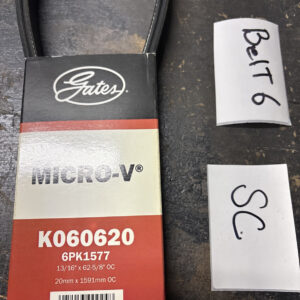 Gates
MICRO-V®
K060620
6PK1577
13/16" x 62-5/8" OC
20mm x 1591mm OC
Belt 6
SC.